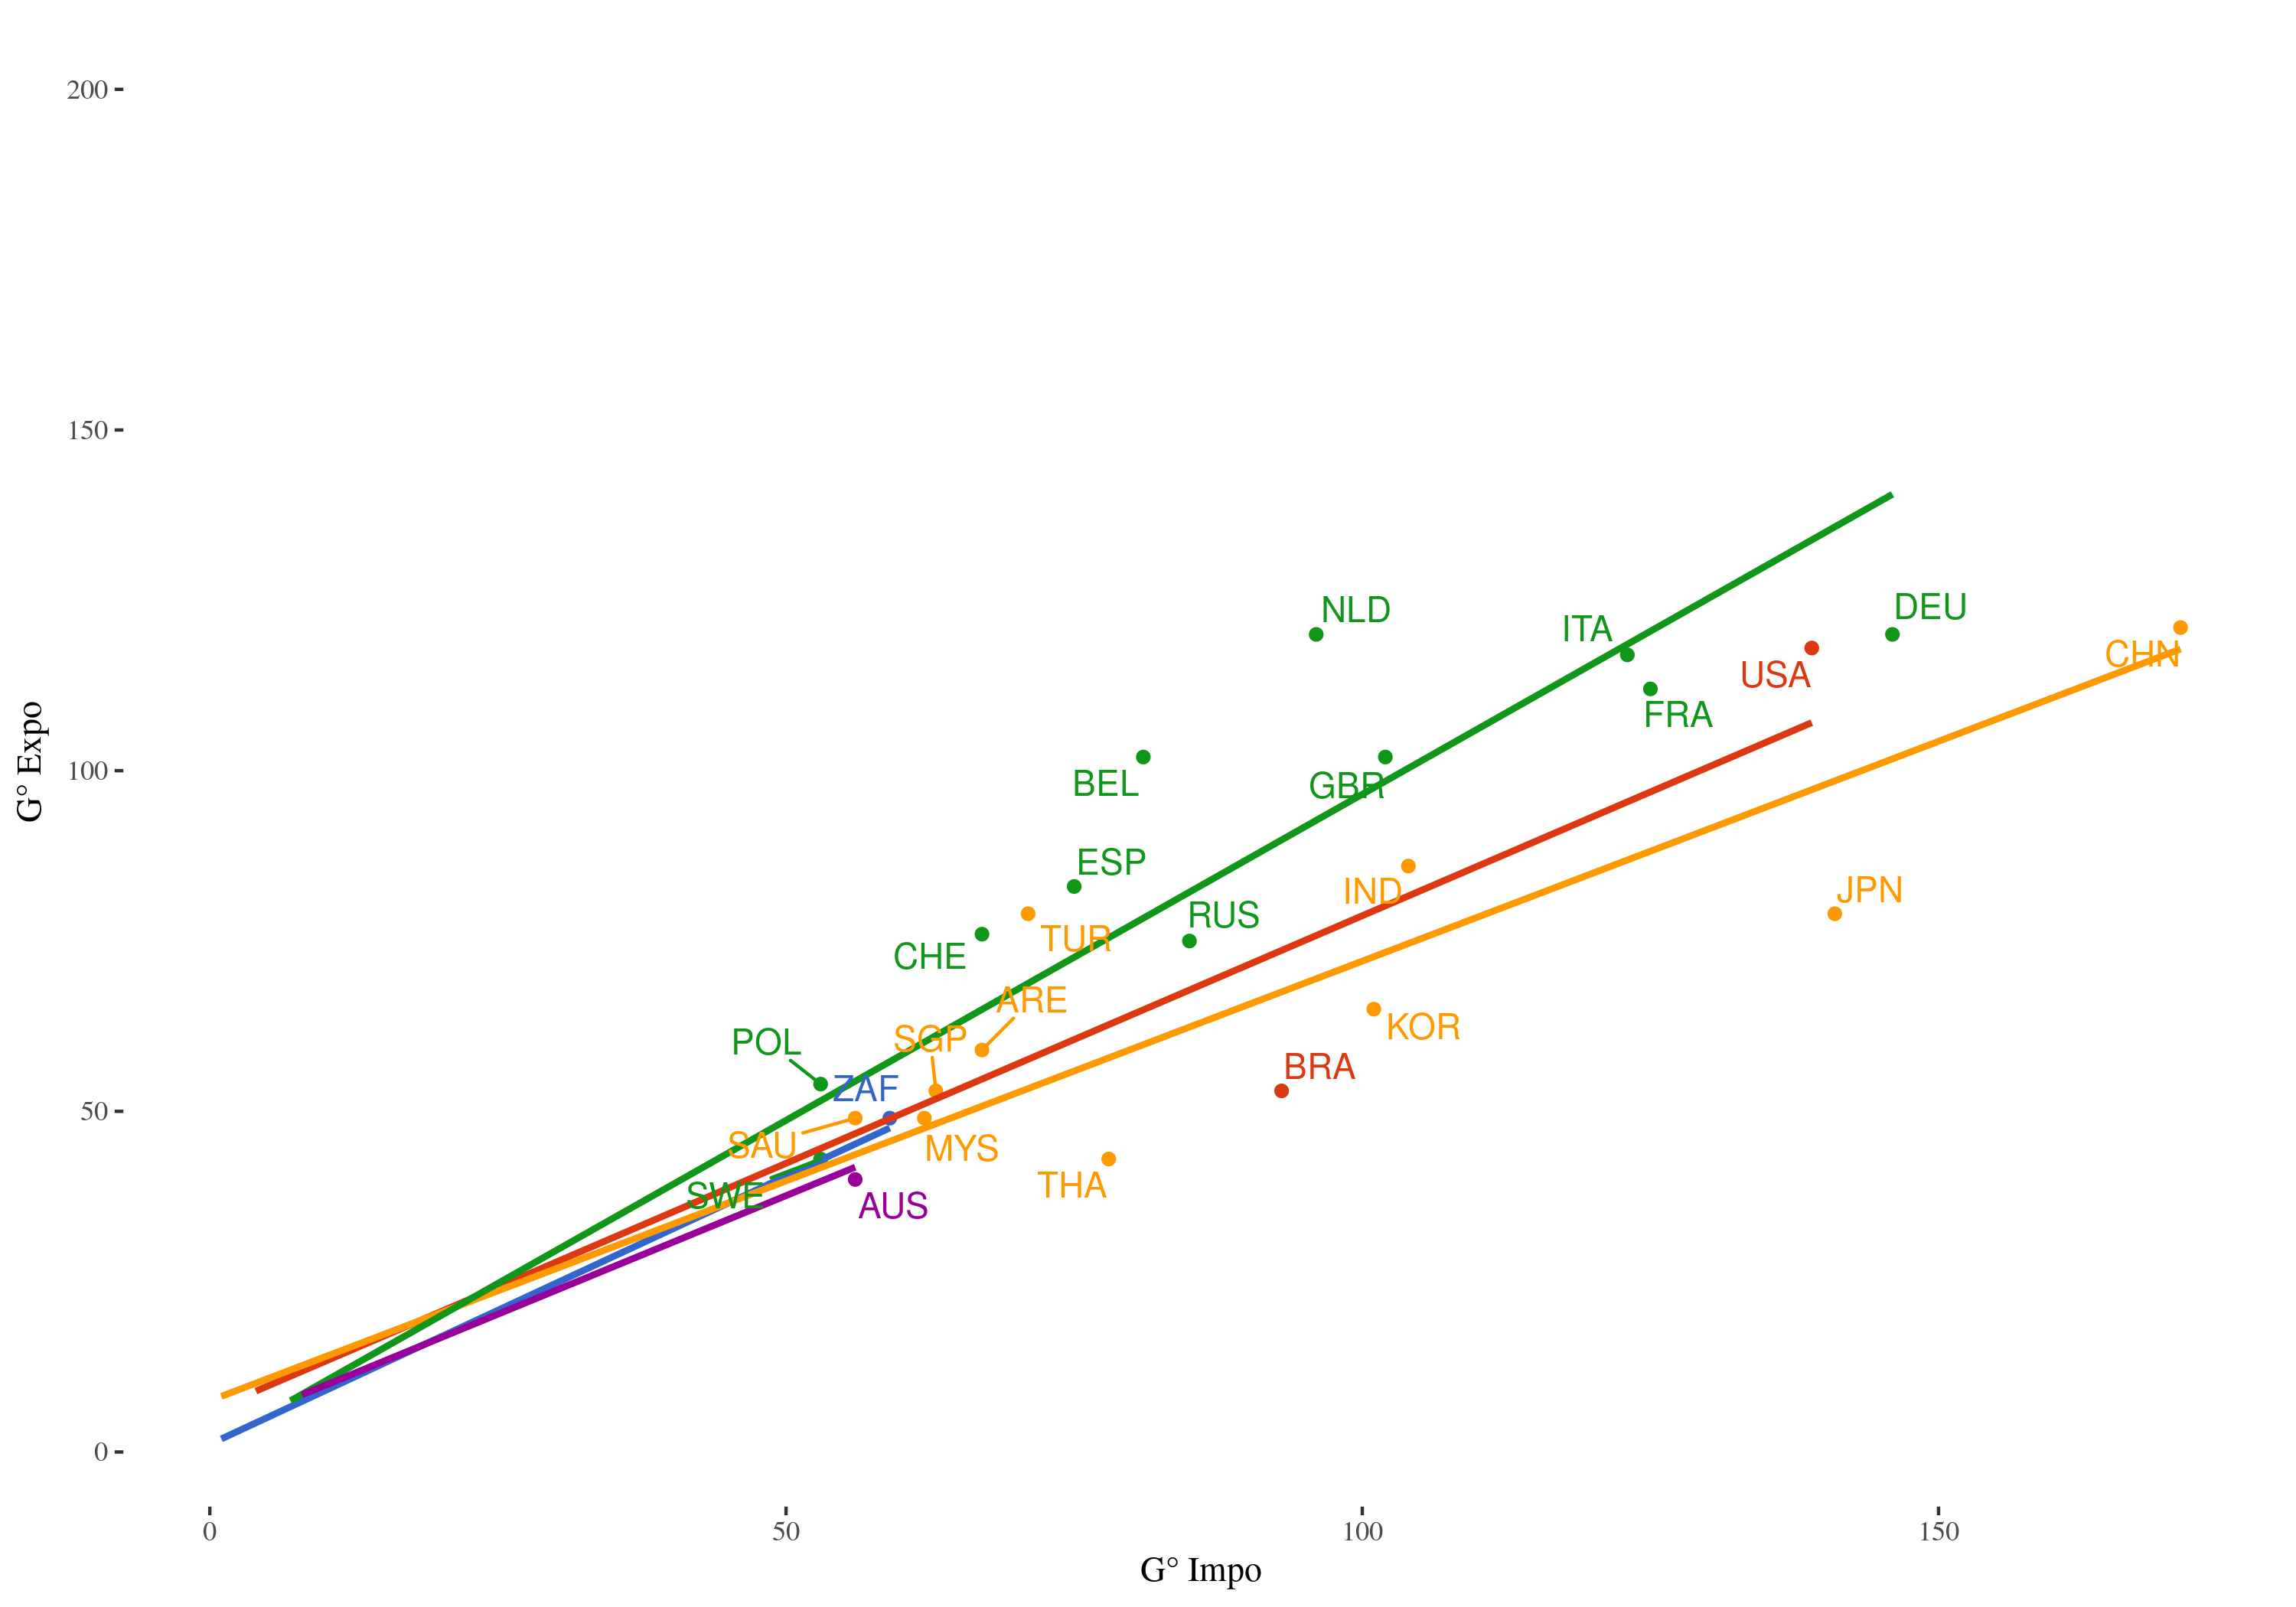 200
150
100
50
0
G° Expo
NLD
ITA
DEU
CHN
USA
FRA
BEL
GBR
ESP
IND
JPN
RUS
TUR
CHE
ARE
SGP
KOR
POL
BRA
ZAF
SAU
MYS
THA
SWE
AUS
0 50 100 150
G° Impo